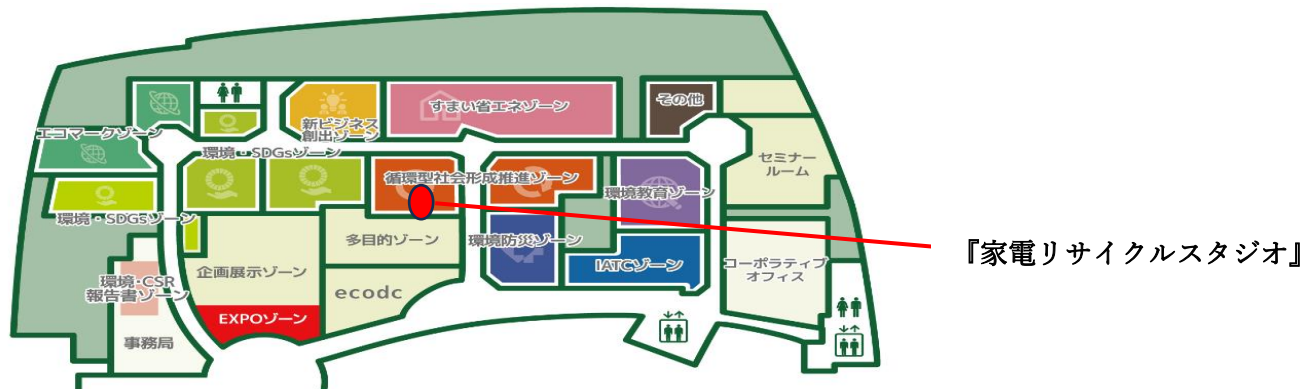 すまい省エネゾーン
その他
新ビジネス
創出ゾーン
エコマークゾーン
環境・SDGsゾーン
セミナー
ルーム
循環型社会形成推進ゾーン
環境教育ゾーン
環境・SDGsゾーン
多目的ゾーン
環境防災ゾーン
『家電リサイクルスタジオ』
企画展示ゾーン
IATCゾーン
コーポラティブ
オフィス
環境・CSR
報告書ゾーン
ecodc
EXPOゾーン
事務局